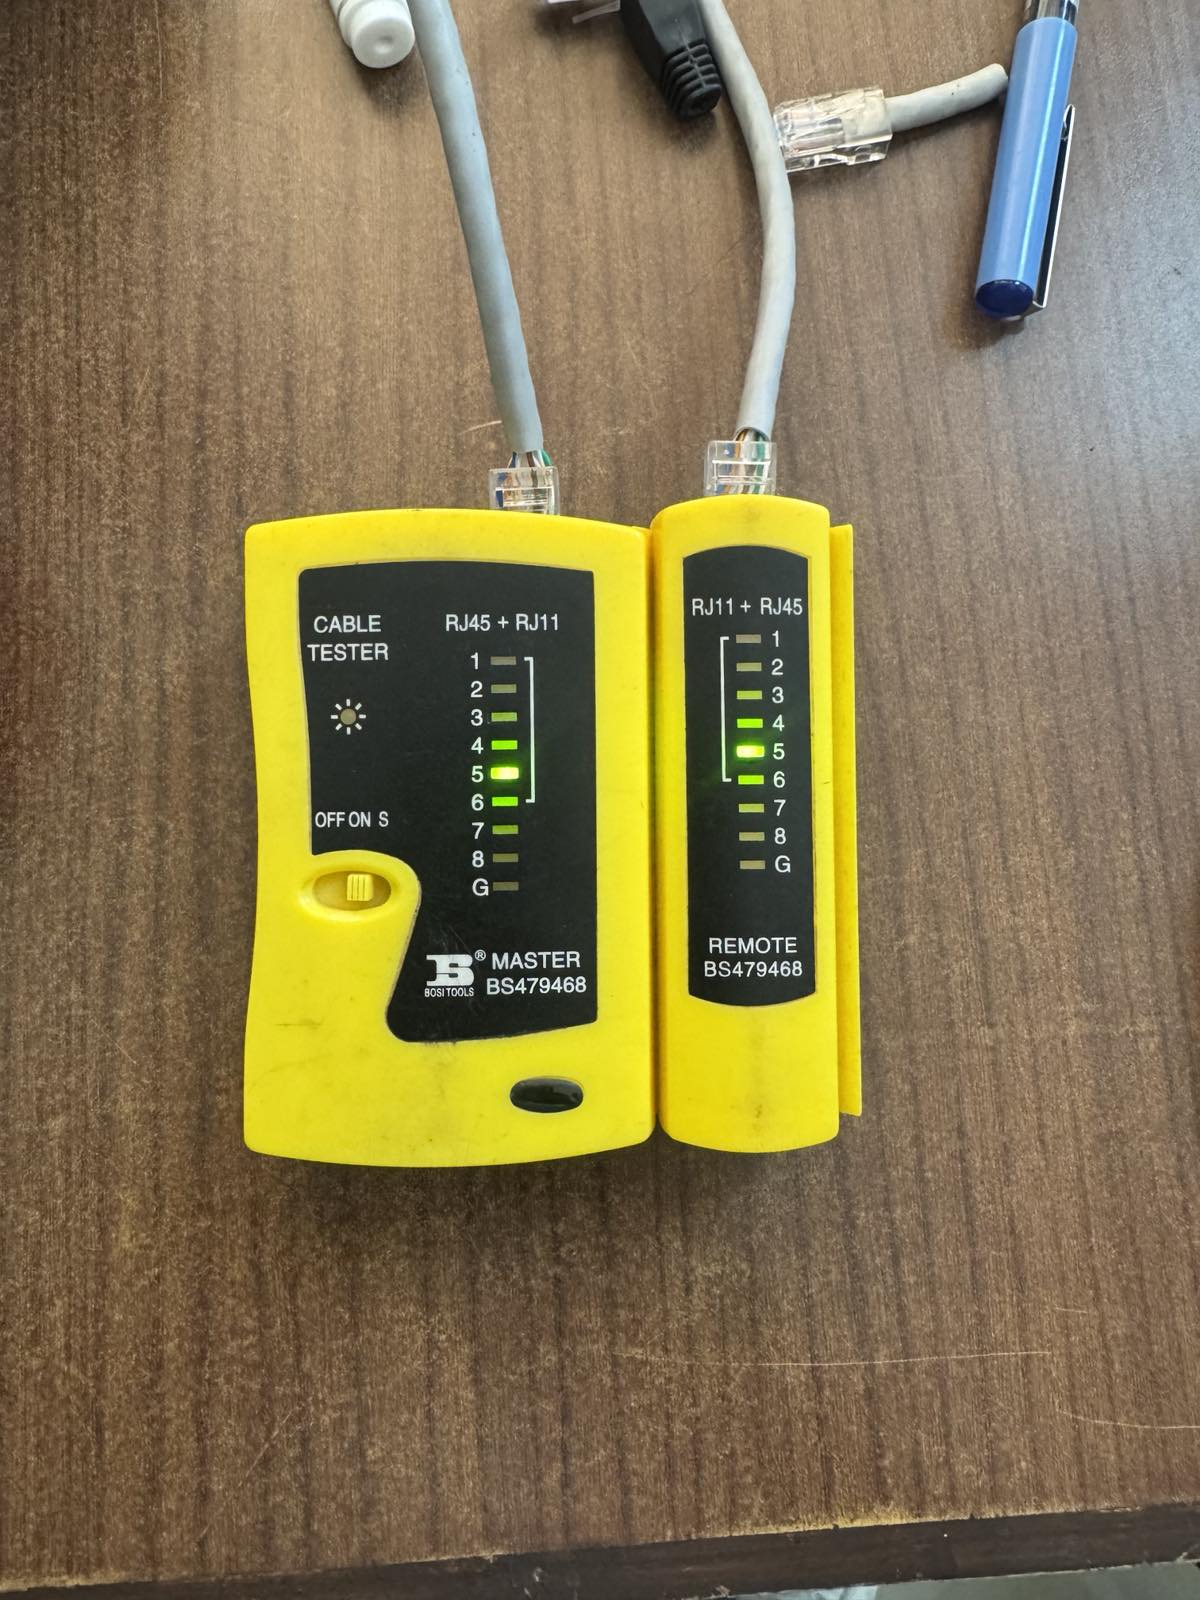 CABLE
TESTER
OFF ON S
RJ45 + RJ11
1
2
3
4
5
6
7
8
G
B® MASTER
BOSI TOOLS BS479468
RJ11 + RJ45
1
2
3
4
5
6
7
8
G
REMOTE
BS479468